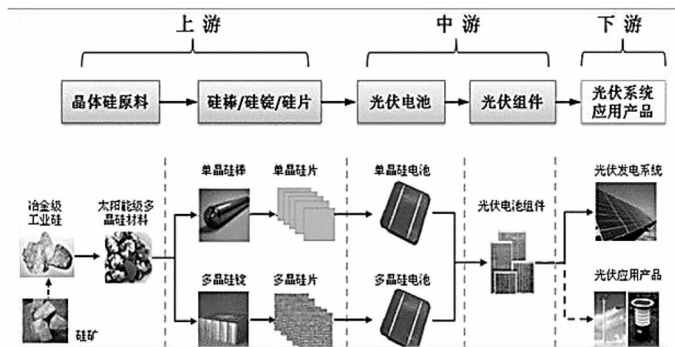 上 游
中 游
下 游
晶体硅原料
硅棒/硅锭/硅片
光伏电池
光伏组件
光伏系统
应用产品
单晶硅棒
单晶硅片
单晶硅电池
光伏发电系统
冶金级
工业硅
太阳能级多
晶硅材料
光伏电池组件
多晶硅锭
多晶硅片
多晶硅电池
光伏应用产品
硅矿